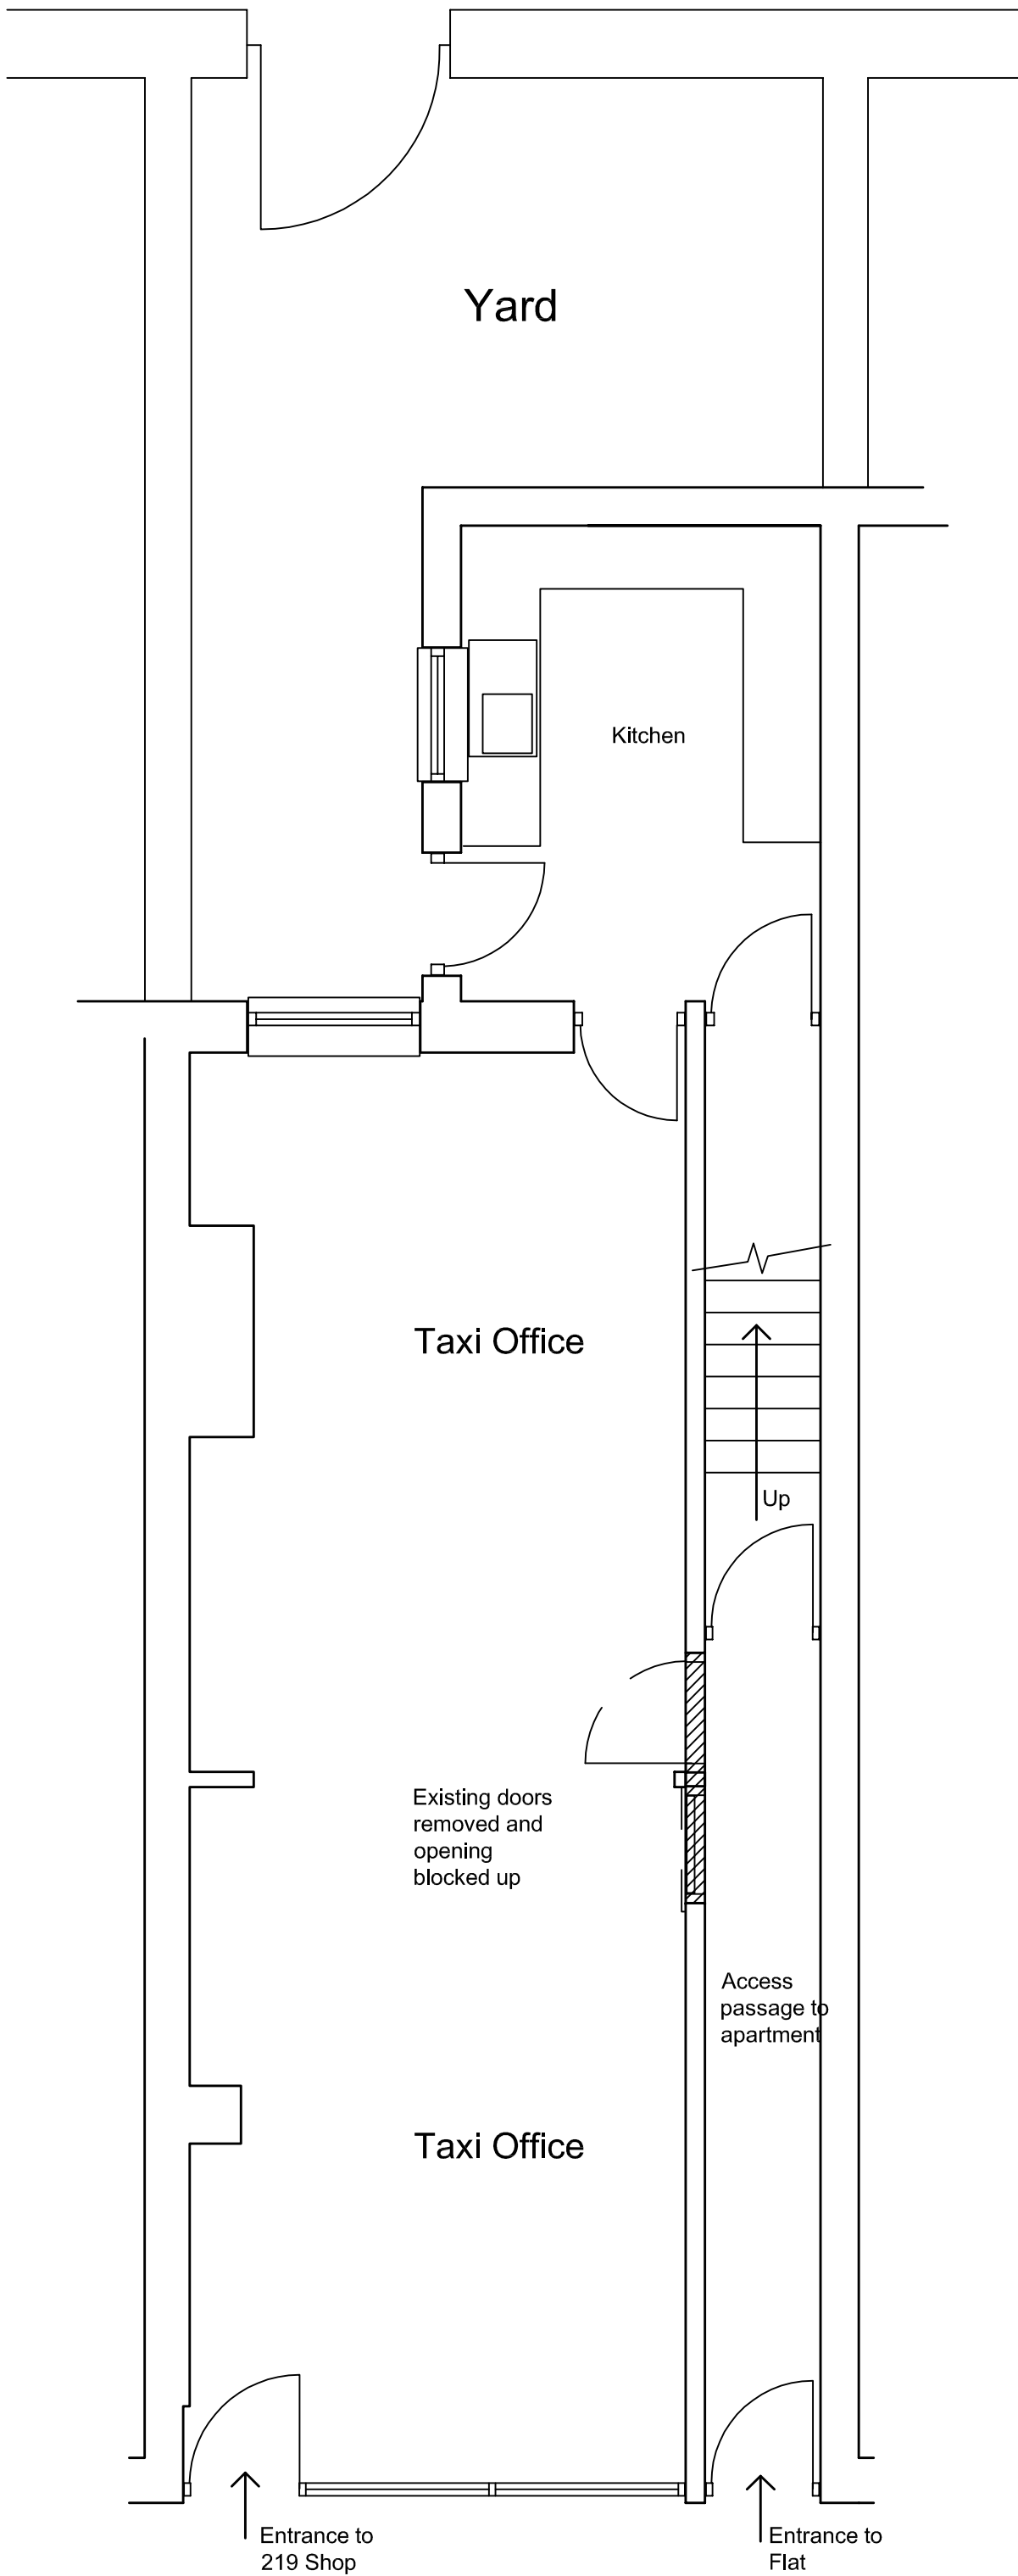 Yard
Kitchen
Taxi Office
Up
Existing doors
removed and
opening
blocked up
Access
passage to
apartment
Taxi Office
Entrance to
219 Shop
Entrance to
Flat